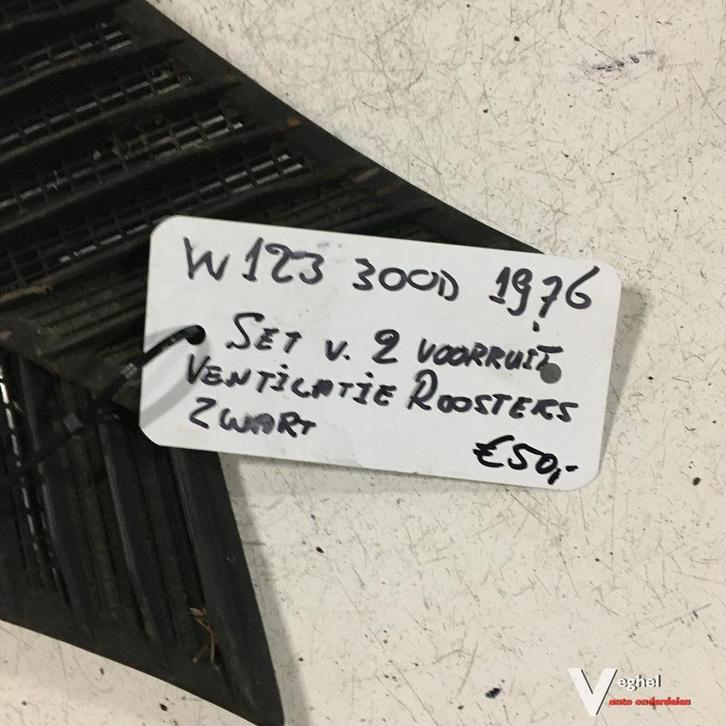 W123 300D 1976
SET v. 2 VOORRUIT
VENTiLATiE ROOSTERS
ZWART
€50,-
Veghel
auto onderdelen